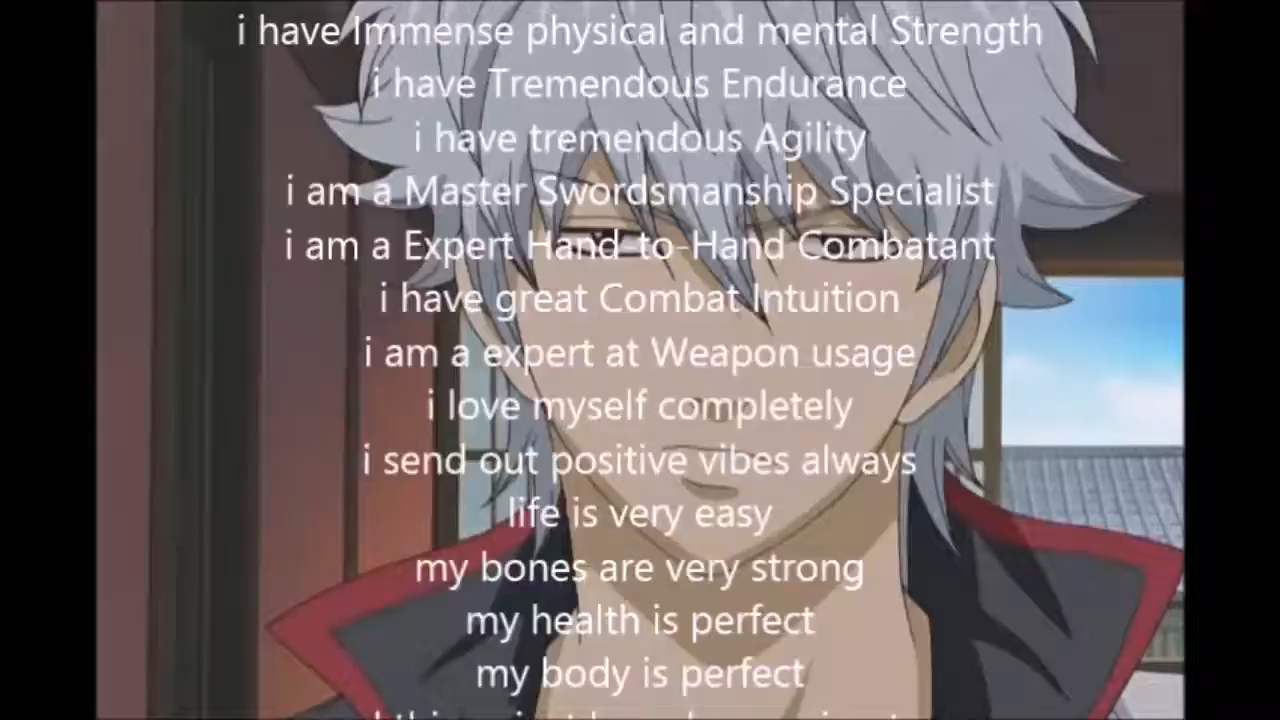 i have Immense physical and mental Strength
i have Tremendous Endurance
i have tremendous Agility
i am a Master Swordsmanship Specialist
i am a Expert Hand-to-Hand Combatant
i have great Combat Intuition
i am a expert at Weapon usage
i love myself completely
i send out positive vibes always
life is very easy
my bones are very strong
my health is perfect
my body is perfect